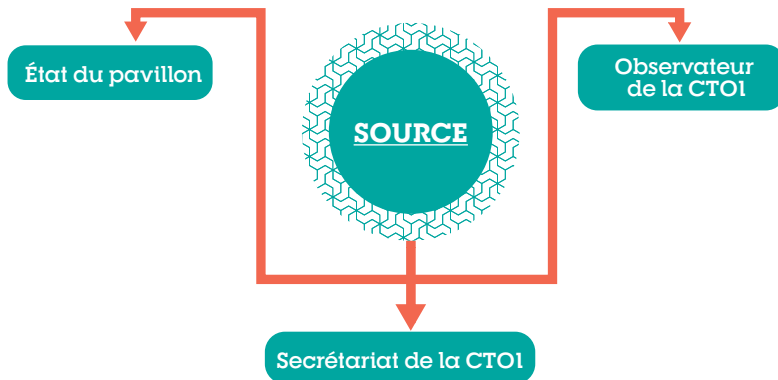 État du pavillon
Observateur
de la CTOI
SOURCE
Secrétariat de la CTOI